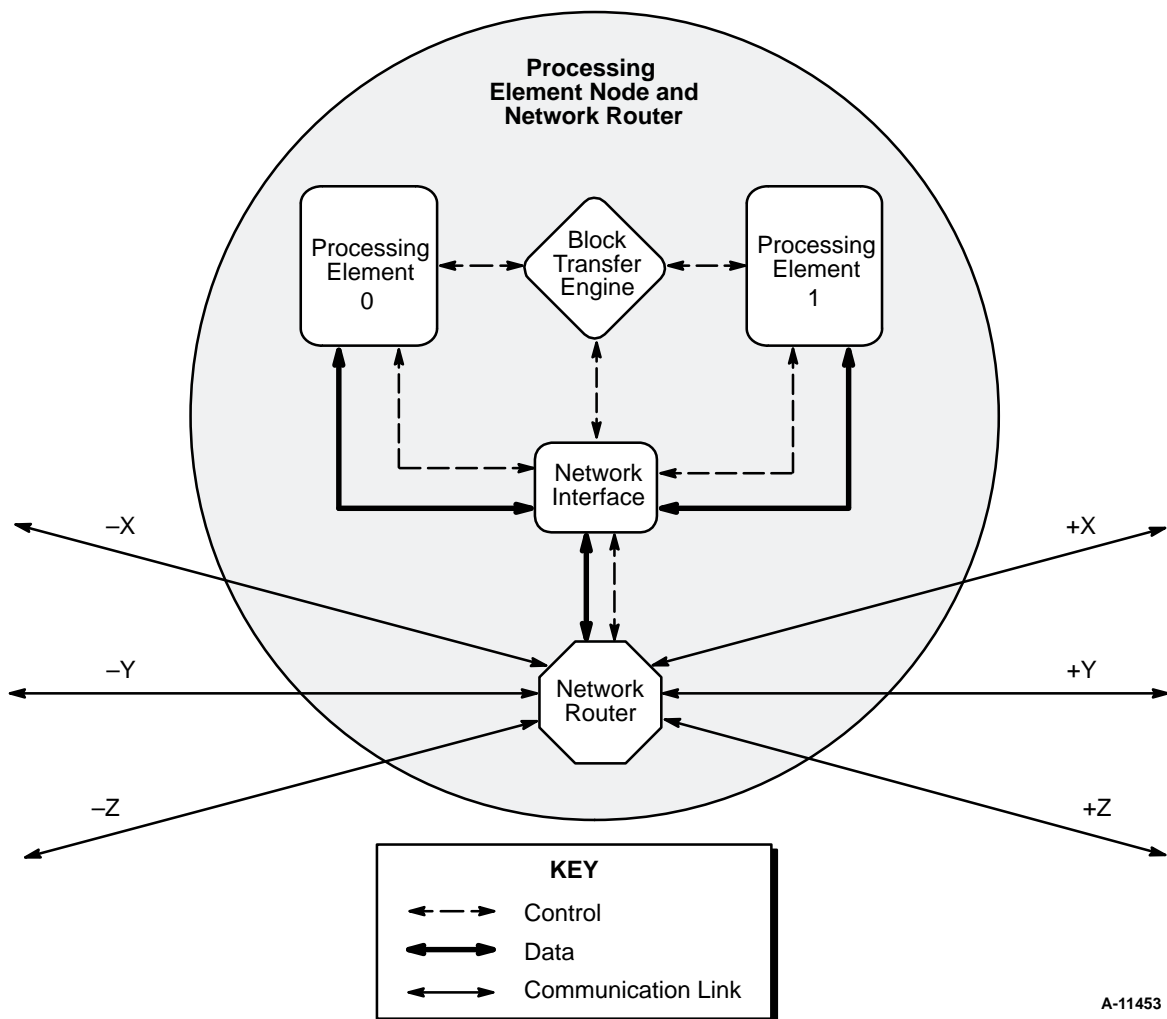 Processing
Element Node and
Network Router
Processing
Element
0
Block
Transfer
Engine
Processing
Element
1
Network
Interface
–X
+X
–Y
Network
Router
+Y
–Z
+Z
KEY
Control
Data
Communication Link
A-11453